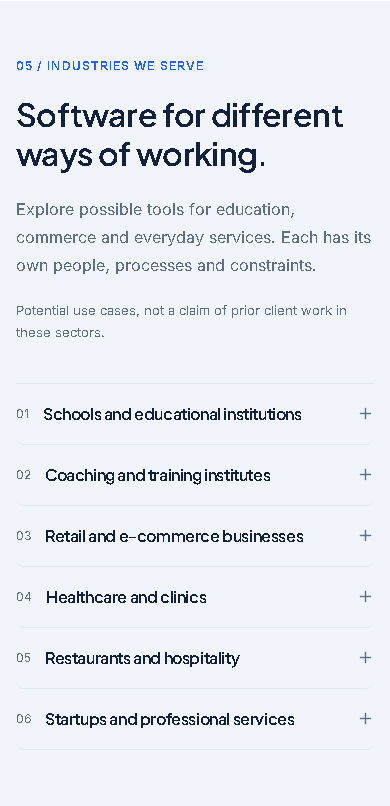 05 / INDUSTRIES WE SERVE
Software for different
ways of working.
Explore possible tools for education,
commerce and everyday services. Each has its
own people, processes and constraints.
Potential use cases, not a claim of prior client work in
these sectors.
01 Schools and educational institutions +
02 Coaching and training institutes +
03 Retail and e-commerce businesses +
04 Healthcare and clinics +
05 Restaurants and hospitality +
06 Startups and professional services +